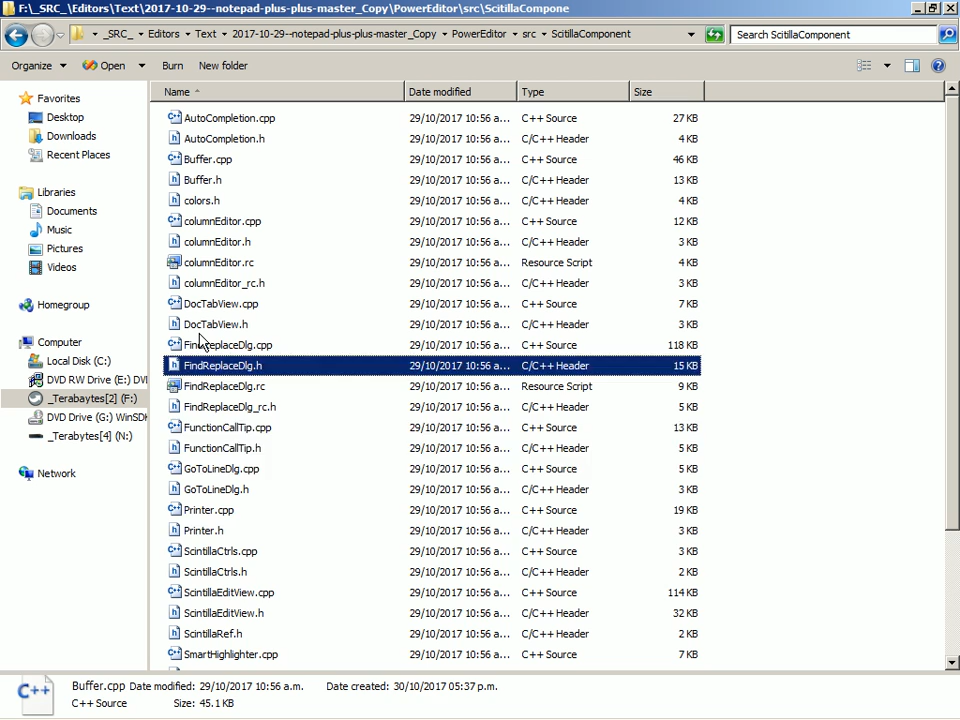 F:\_SRC_\Editors\Text\2017-10-29--notepad-plus-plus-master_Copy\PowerEditor\src\ScitillaCompone
_SRC_ Editors Text 2017-10-29--notepad-plus-plus-master_Copy PowerEditor src ScitillaComponent Search ScitillaComponent
Organize Open Burn New folder
Favorites
Desktop
Downloads
Recent Places
Libraries
Documents
Music
Pictures
Videos
Homegroup
Computer
Local Disk (C:)
DVD RW Drive (E:) DVI
_Terabaytes[2] (F:)
DVD Drive (G:) WinSDK
_Terabytes[4] (N:)
Network
Name Date modified Type Size
AutoCompletion.cpp 29/10/2017 10:56 a... C++ Source 27 KB
AutoCompletion.h 29/10/2017 10:56 a... C/C++ Header 4 KB
Buffer.cpp 29/10/2017 10:56 a... C++ Source 46 KB
Buffer.h 29/10/2017 10:56 a... C/C++ Header 13 KB
colors.h 29/10/2017 10:56 a... C/C++ Header 4 KB
columnEditor.cpp 29/10/2017 10:56 a... C++ Source 12 KB
columnEditor.h 29/10/2017 10:56 a... C/C++ Header 3 KB
columnEditor.rc 29/10/2017 10:56 a... Resource Script 4 KB
columnEditor_rc.h 29/10/2017 10:56 a... C/C++ Header 3 KB
DocTabView.cpp 29/10/2017 10:56 a... C++ Source 7 KB
DocTabView.h 29/10/2017 10:56 a... C/C++ Header 3 KB
FindReplaceDlg.cpp 29/10/2017 10:56 a... C++ Source 118 KB
FindReplaceDlg.h 29/10/2017 10:56 a... C/C++ Header 15 KB
FindReplaceDlg.rc 29/10/2017 10:56 a... Resource Script 9 KB
FindReplaceDlg_rc.h 29/10/2017 10:56 a... C/C++ Header 5 KB
FunctionCallTip.cpp 29/10/2017 10:56 a... C++ Source 13 KB
FunctionCallTip.h 29/10/2017 10:56 a... C/C++ Header 5 KB
GoToLineDlg.cpp 29/10/2017 10:56 a... C++ Source 5 KB
GoToLineDlg.h 29/10/2017 10:56 a... C/C++ Header 3 KB
Printer.cpp 29/10/2017 10:56 a... C++ Source 19 KB
Printer.h 29/10/2017 10:56 a... C/C++ Header 3 KB
ScintillaCtrls.cpp 29/10/2017 10:56 a... C++ Source 3 KB
ScintillaCtrls.h 29/10/2017 10:56 a... C/C++ Header 2 KB
ScintillaEditView.cpp 29/10/2017 10:56 a... C++ Source 114 KB
ScintillaEditView.h 29/10/2017 10:56 a... C/C++ Header 32 KB
ScintillaRef.h 29/10/2017 10:56 a... C/C++ Header 2 KB
SmartHighlighter.cpp 29/10/2017 10:56 a... C++ Source 7 KB
Buffer.cpp Date modified: 29/10/2017 10:56 a.m. Date created: 30/10/2017 05:37 p.m.
C++ Source Size: 45.1 KB